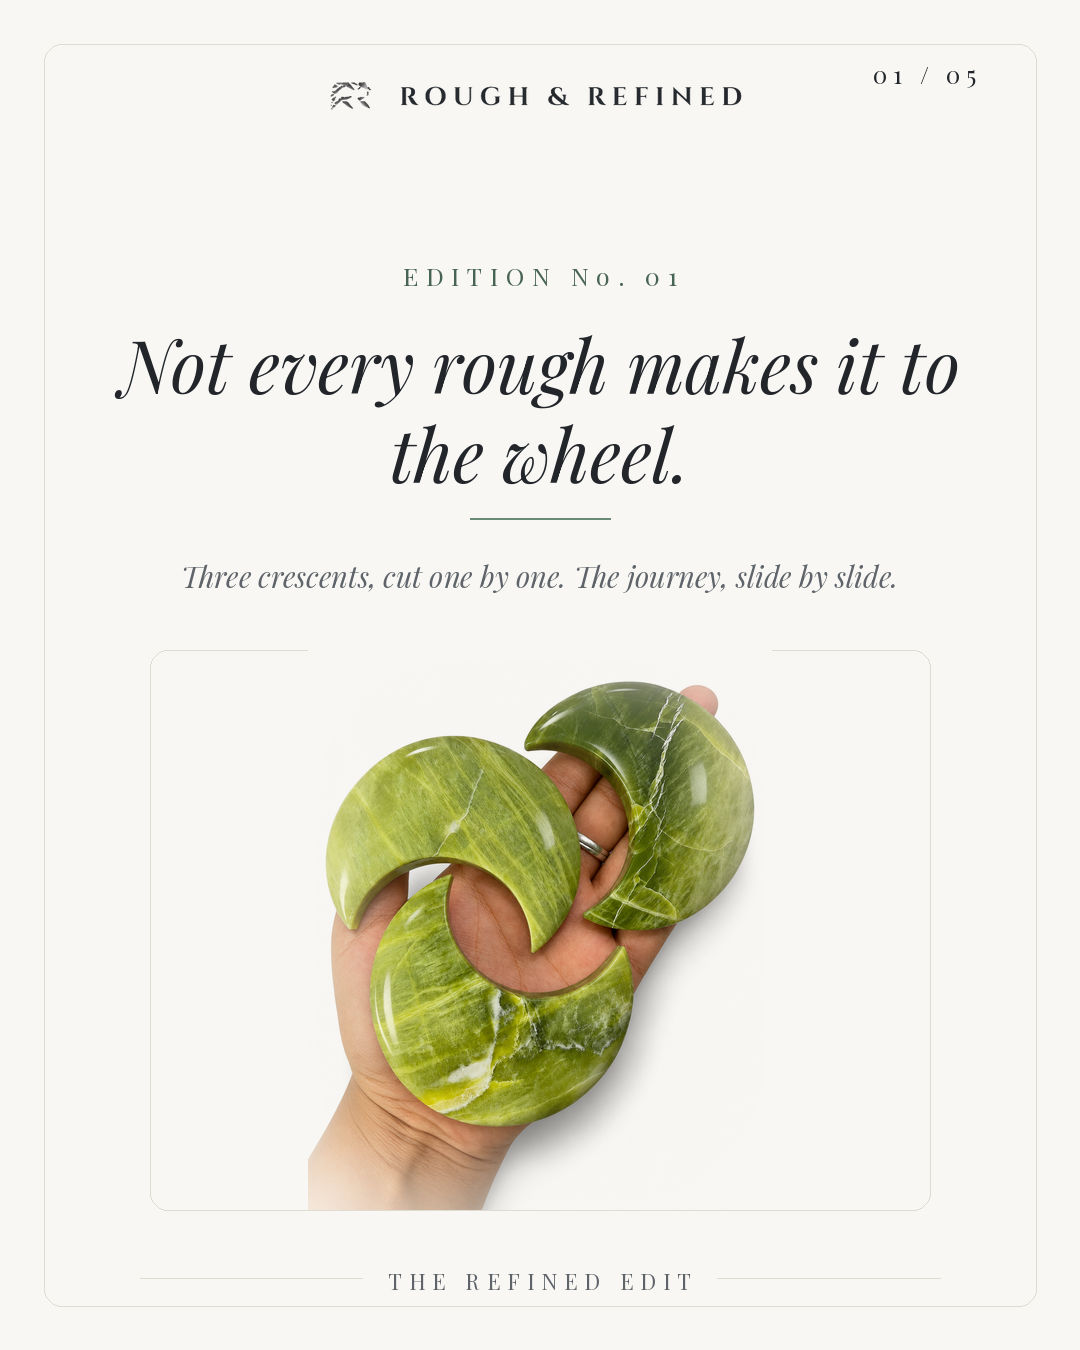 ROUGH & REFINED
01 / 05
EDITION No. 01
Not every rough makes it to
the wheel.
Three crescents, cut one by one. The journey, slide by slide.
THE REFINED EDIT